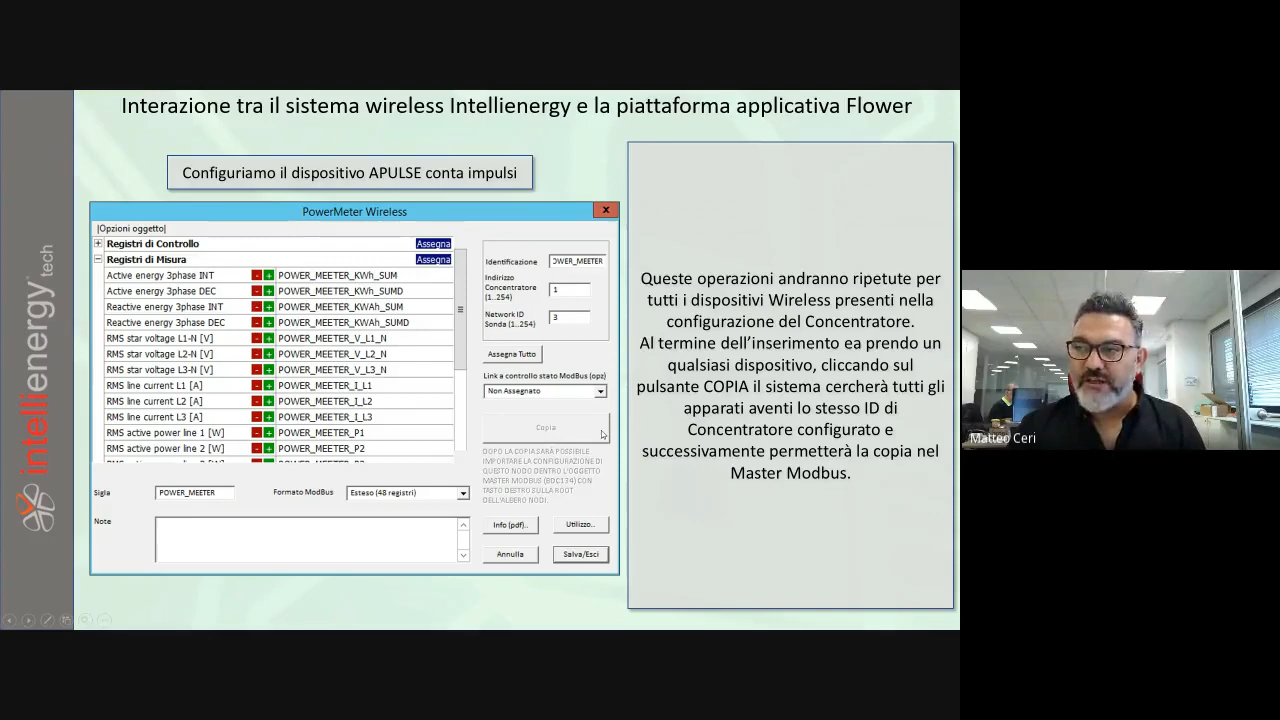 Interazione tra il sistema wireless Intellienergy e la piattaforma applicativa Flower
Configuriamo il dispositivo APULSE conta impulsi
PowerMeter Wireless
x
|Opzioni oggetto|
Registri di Controllo Assegna
Registri di Misura Assegna
Active energy 3phase INT - + POWER_MEETER_KWh_SUM
Active energy 3phase DEC - + POWER_MEETER_KWh_SUMD
Reactive energy 3phase INT - + POWER_MEETER_KWAh_SUM
Reactive energy 3phase DEC - + POWER_MEETER_KWAh_SUMD
RMS star voltage L1-N [V] - + POWER_MEETER_V_L1_N
RMS star voltage L2-N [V] - + POWER_MEETER_V_L2_N
RMS star voltage L3-N [V] - + POWER_MEETER_V_L3_N
RMS line current L1 [A] - + POWER_MEETER_I_L1
RMS line current L2 [A] - + POWER_MEETER_I_L2
RMS line current L3 [A] - + POWER_MEETER_I_L3
RMS active power line 1 [W] - + POWER_MEETER_P1
RMS active power line 2 [W] - + POWER_MEETER_P2
Identificazione OWER_MEETER
Indirizzo
Concentratore
(1..254) 1
Network ID
Sonda (1..254) 3
Assegna Tutto
Link a controllo stato ModBus (opz)
Non Assegnato
Copia
DOPO LA COPIA SARÀ POSSIBILE
IMPORTARE LA CONFIGURAZIONE DI
QUESTO NODO DENTRO L'OGGETTO
MASTER MODBUS (BDC134) CON
TASTO DESTRO SULLA ROOT
DELL'ALBERO NODI.
Sigla POWER_MEETER Formato ModBus Esteso (48 registri)
Note
Info (pdf).. Utilizzo..
Annulla Salva/Esci
Queste operazioni andranno ripetute per
tutti i dispositivi Wireless presenti nella
configurazione del Concentratore.
Al termine dell'inserimento ea prendo un
qualsiasi dispositivo, cliccando sul
pulsante COPIA il sistema cercherà tutti gli
apparati aventi lo stesso ID di
Concentratore configurato e
successivamente permetterà la copia nel
Master Modbus.
intellienergy tech
Matteo Ceri